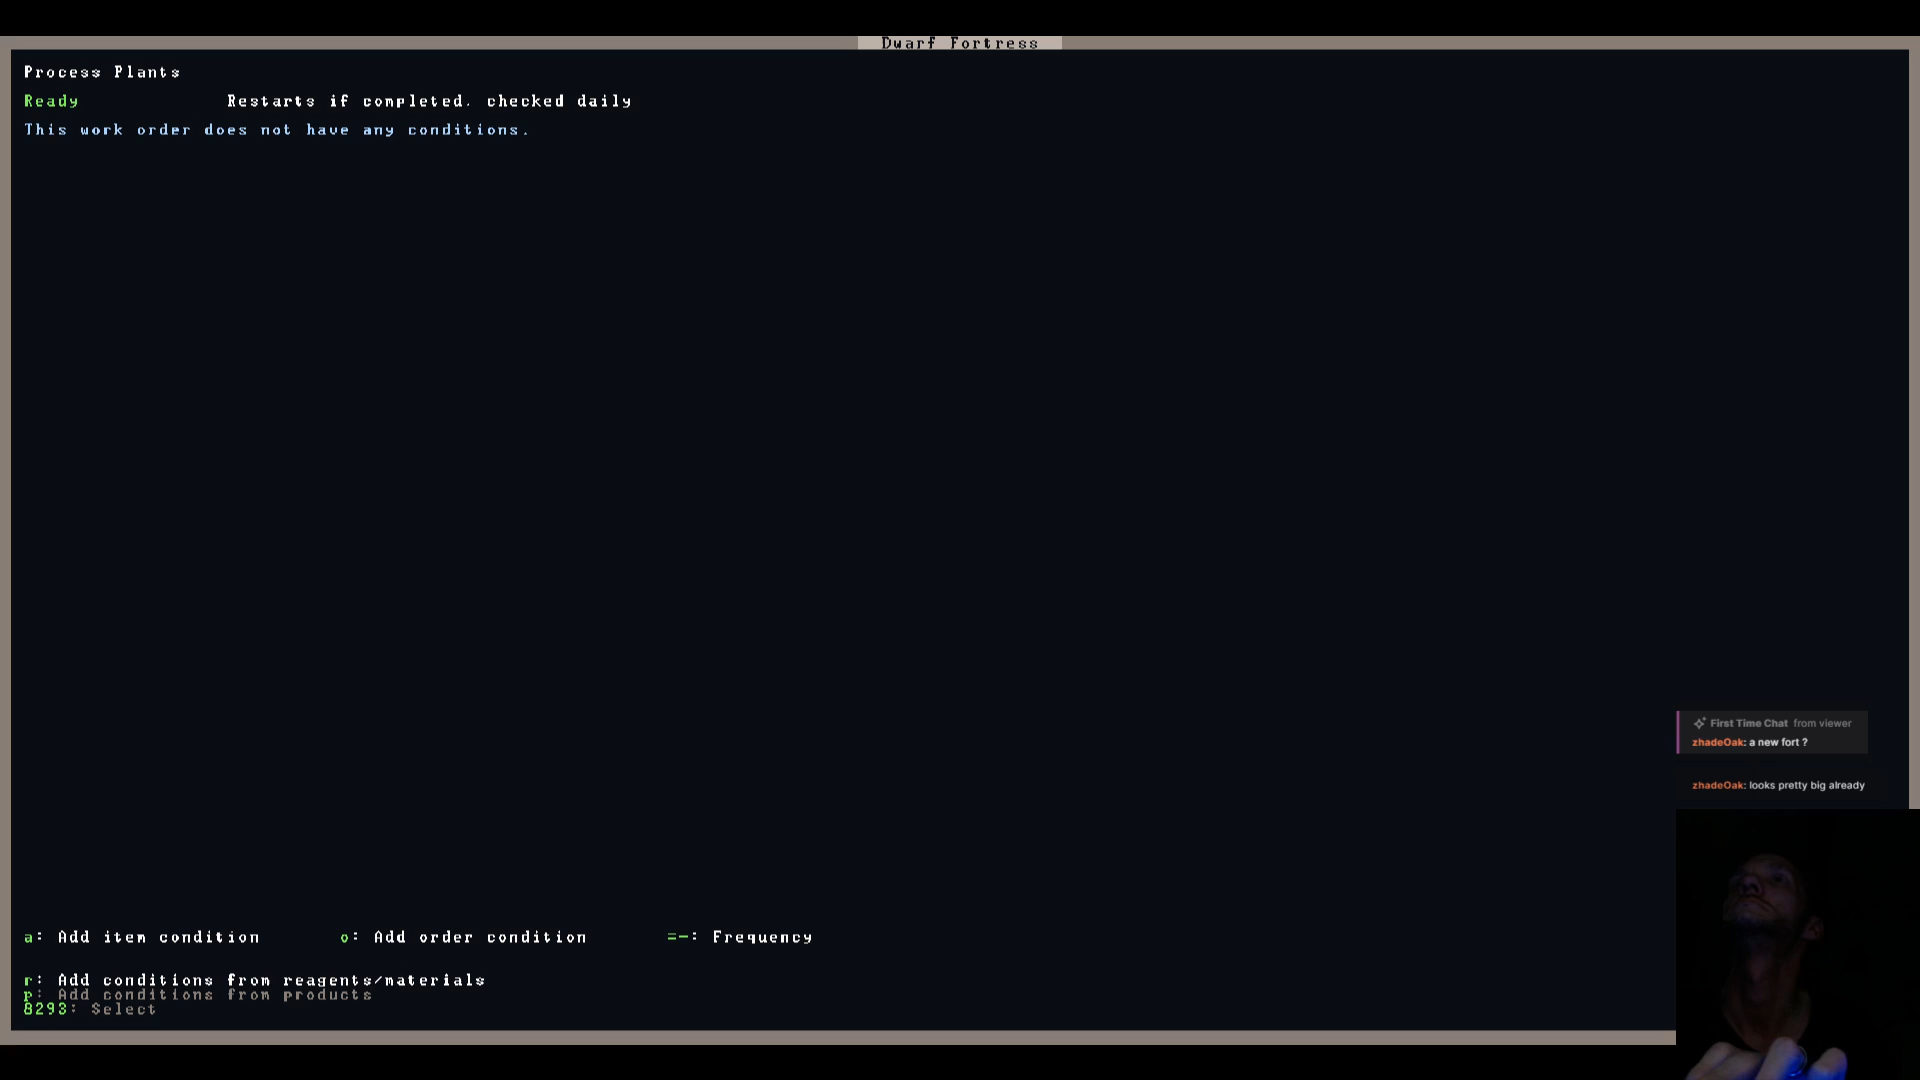 Dwarf Fortress
Process Plants
Ready Restarts if completed, checked daily
This work order does not have any conditions.
First Time Chat from viewer
zhadeOak: a new fort ?
zhadeOak: looks pretty big already
a: Add item condition o: Add order condition =-: Frequency
r: Add conditions from reagents/materials
p: Add conditions from products
8293: Select